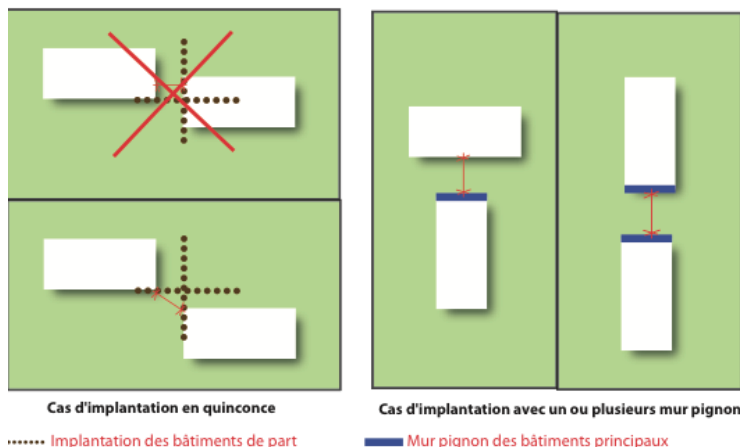 Cas d'implantation en quinconce
Cas d'implantation avec un ou plusieurs mur pignon
Implantation des bâtiments de part
Mur pignon des bâtiments principaux